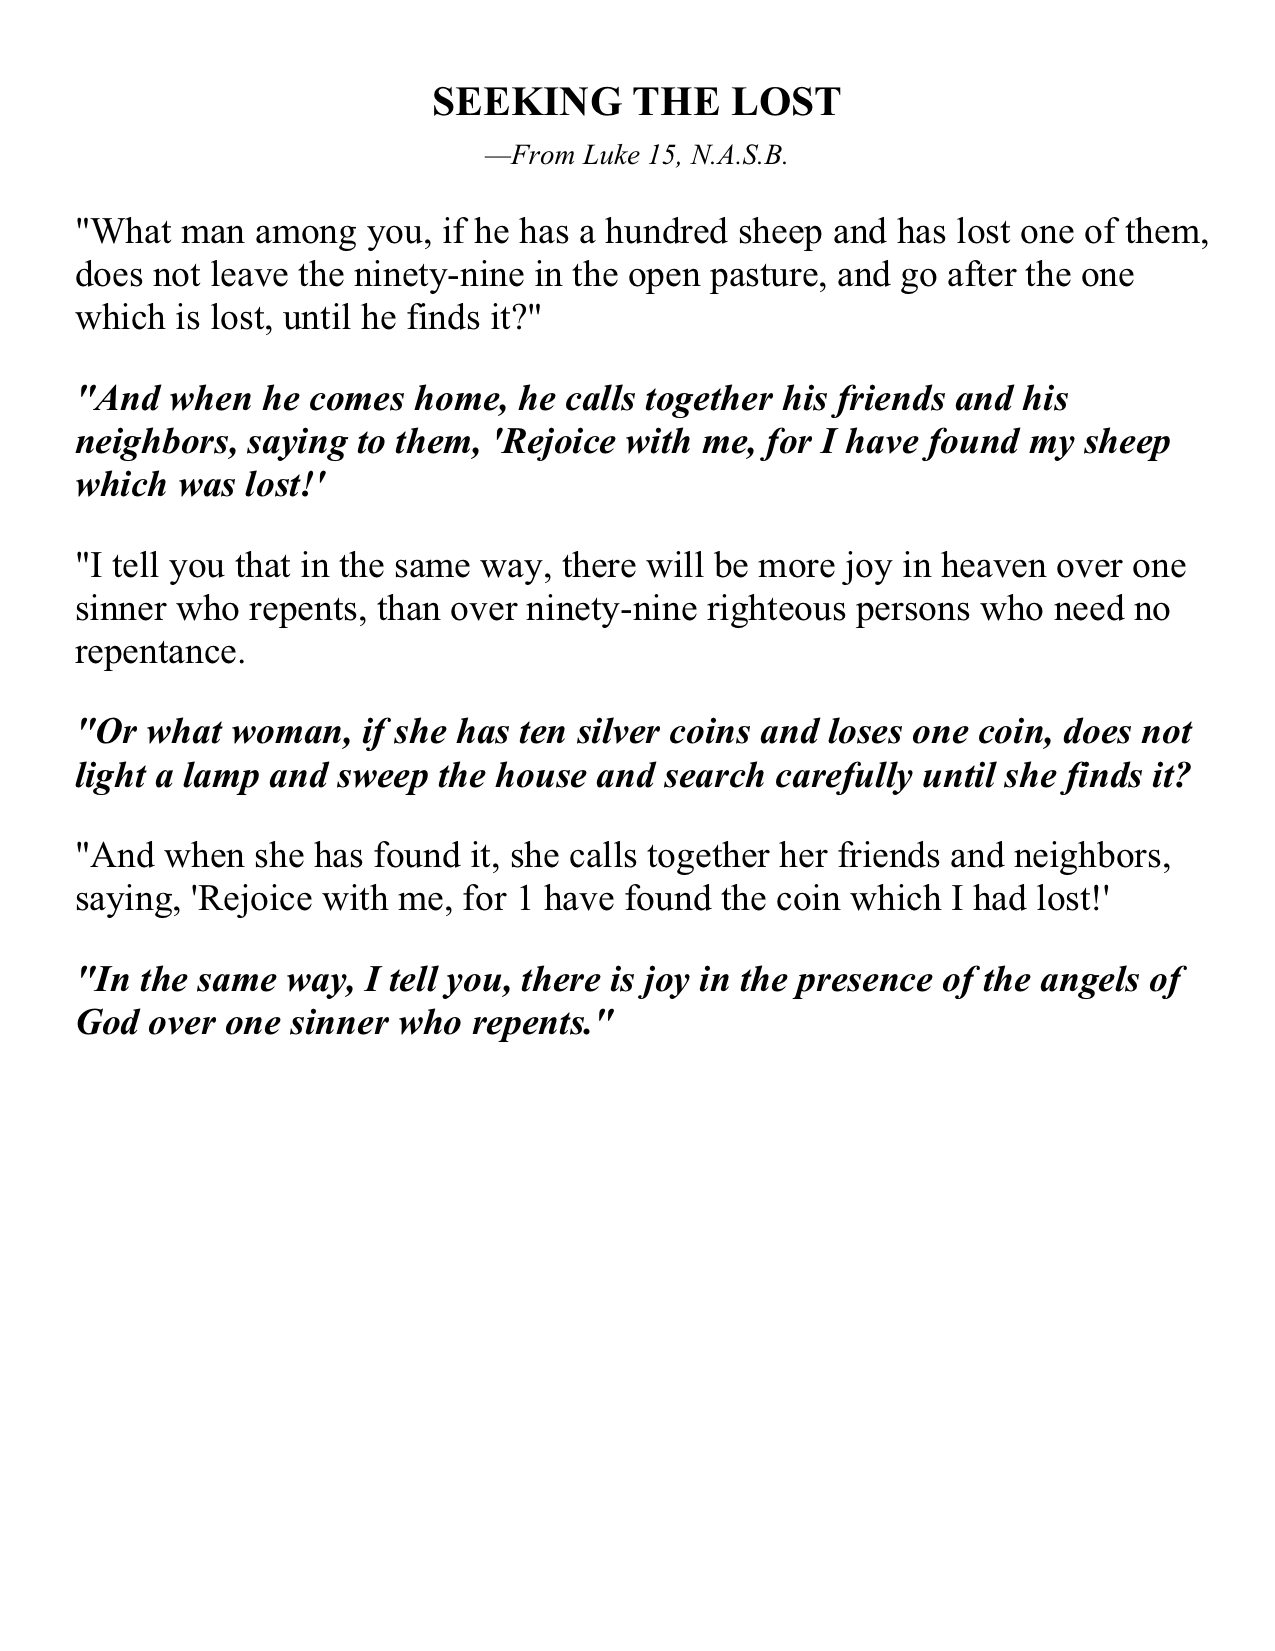 SEEKING THE LOST
—From Luke 15, N.A.S.B.
"What man among you, if he has a hundred sheep and has lost one of them,
does not leave the ninety-nine in the open pasture, and go after the one
which is lost, until he finds it?"
"And when he comes home, he calls together his friends and his
neighbors, saying to them, 'Rejoice with me, for I have found my sheep
which was lost!'
"I tell you that in the same way, there will be more joy in heaven over one
sinner who repents, than over ninety-nine righteous persons who need no
repentance.
"Or what woman, if she has ten silver coins and loses one coin, does not
light a lamp and sweep the house and search carefully until she finds it?
"And when she has found it, she calls together her friends and neighbors,
saying, 'Rejoice with me, for 1 have found the coin which I had lost!'
"In the same way, I tell you, there is joy in the presence of the angels of
God over one sinner who repents."